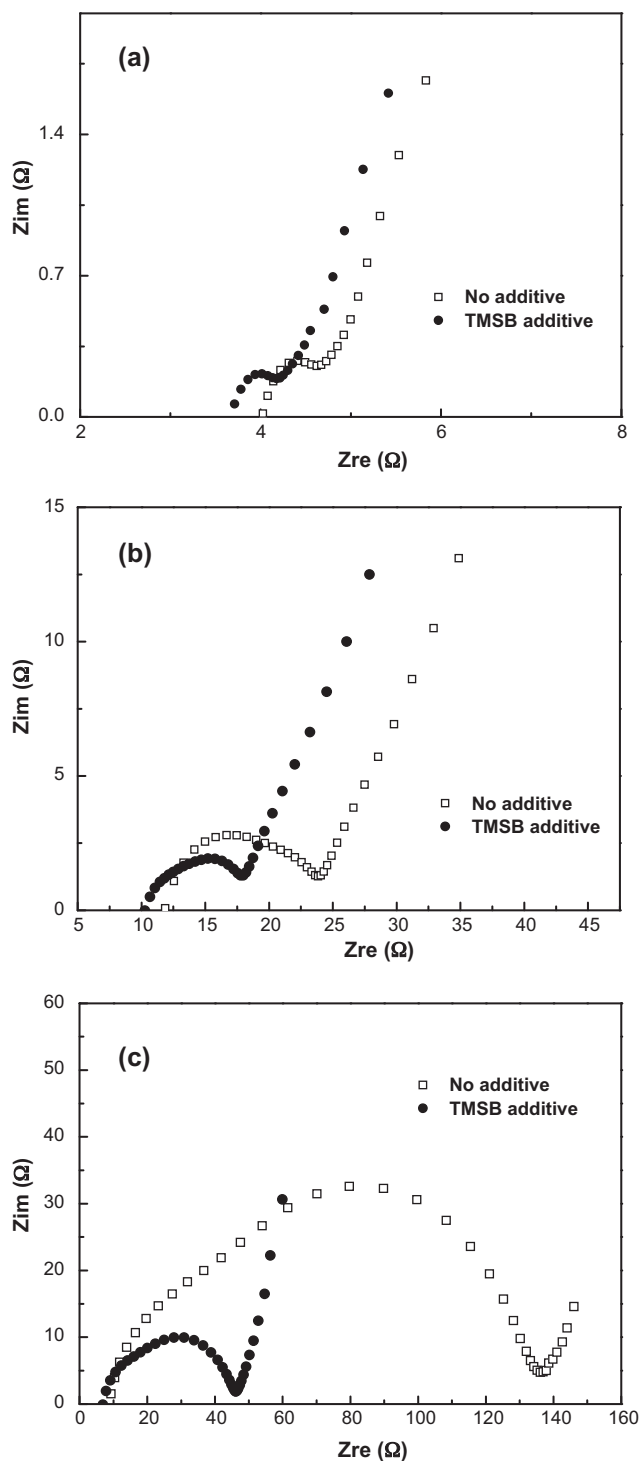 (a)
1.4
0.7
0.0
Zim (Ω)
No additive
TMSB additive
2 4 6 8
Zre (Ω)
(b)
15
10
5
0
Zim (Ω)
No additive
TMSB additive
5 10 15 20 25 30 35 40 45
Zre (Ω)
(c)
60
50
40
30
20
10
0
Zim (Ω)
No additive
TMSB additive
0 20 40 60 80 100 120 140 160
Zre (Ω)